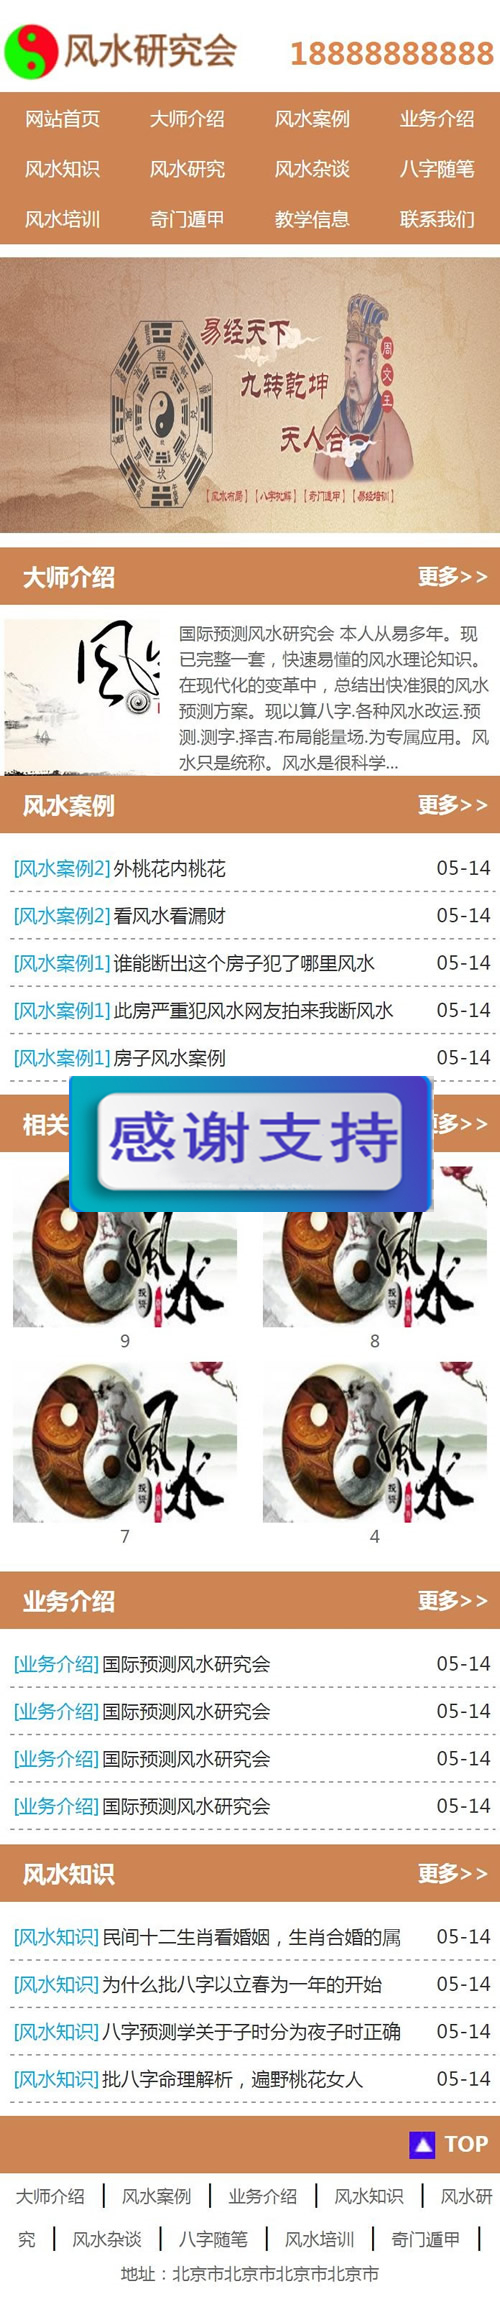 风水研究会 18888888888
网站首页 大师介绍 风水案例 业务介绍
风水知识 风水研究 风水杂谈 八字随笔
风水培训 奇门遁甲 教学信息 联系我们
易经天下
九转乾坤
天人合一
周文王
【风水布局】【八字批解】【奇门遁甲】【易经培训】
大师介绍 更多>>
国际预测风水研究会 本人从易多年。现
已完整一套，快速易懂的风水理论知识。
在现代化的变革中，总结出快准狠的风水
预测方案。现以算八字.各种风水改运.预
测.测字.择吉.布局能量场.为专属应用。风
水只是统称。风水是很科学...
风水案例 更多>>
[风水案例2] 外桃花内桃花 05-14
[风水案例2] 看风水看漏财 05-14
[风水案例1] 谁能断出这个房子犯了哪里风水 05-14
[风水案例1] 此房严重犯风水网友拍来我断风水 05-14
[风水案例1] 房子风水案例 05-14
相关 更多>>
感谢支持
風水 風水
9 8
風水 風水
7 4
业务介绍 更多>>
[业务介绍] 国际预测风水研究会 05-14
[业务介绍] 国际预测风水研究会 05-14
[业务介绍] 国际预测风水研究会 05-14
[业务介绍] 国际预测风水研究会 05-14
风水知识 更多>>
[风水知识] 民间十二生肖看婚姻，生肖合婚的属 05-14
[风水知识] 为什么批八字以立春为一年的开始 05-14
[风水知识] 八字预测学关于子时分为夜子时正确 05-14
[风水知识] 批八字命理解析，遍野桃花女人 05-14
TOP
大师介绍 | 风水案例 | 业务介绍 | 风水知识 | 风水研
究 | 风水杂谈 | 八字随笔 | 风水培训 | 奇门遁甲 |
地址：北京市北京市北京市北京市